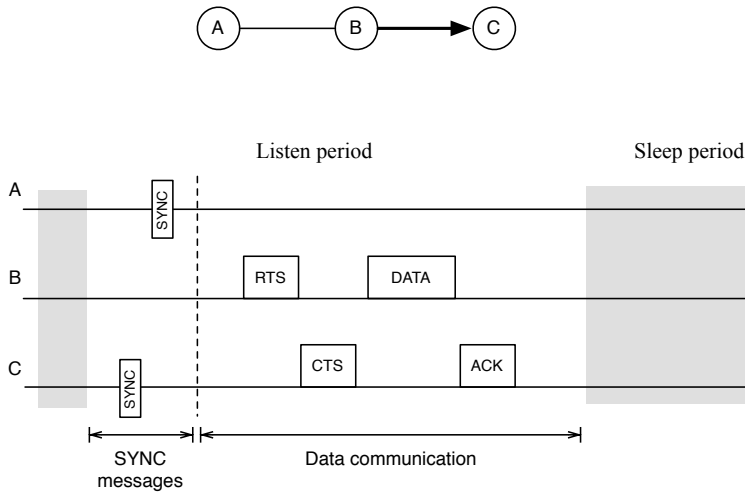 A B C
Listen period Sleep period
A
SYNC
B
RTS DATA
C
SYNC
CTS ACK
SYNC
messages
Data communication